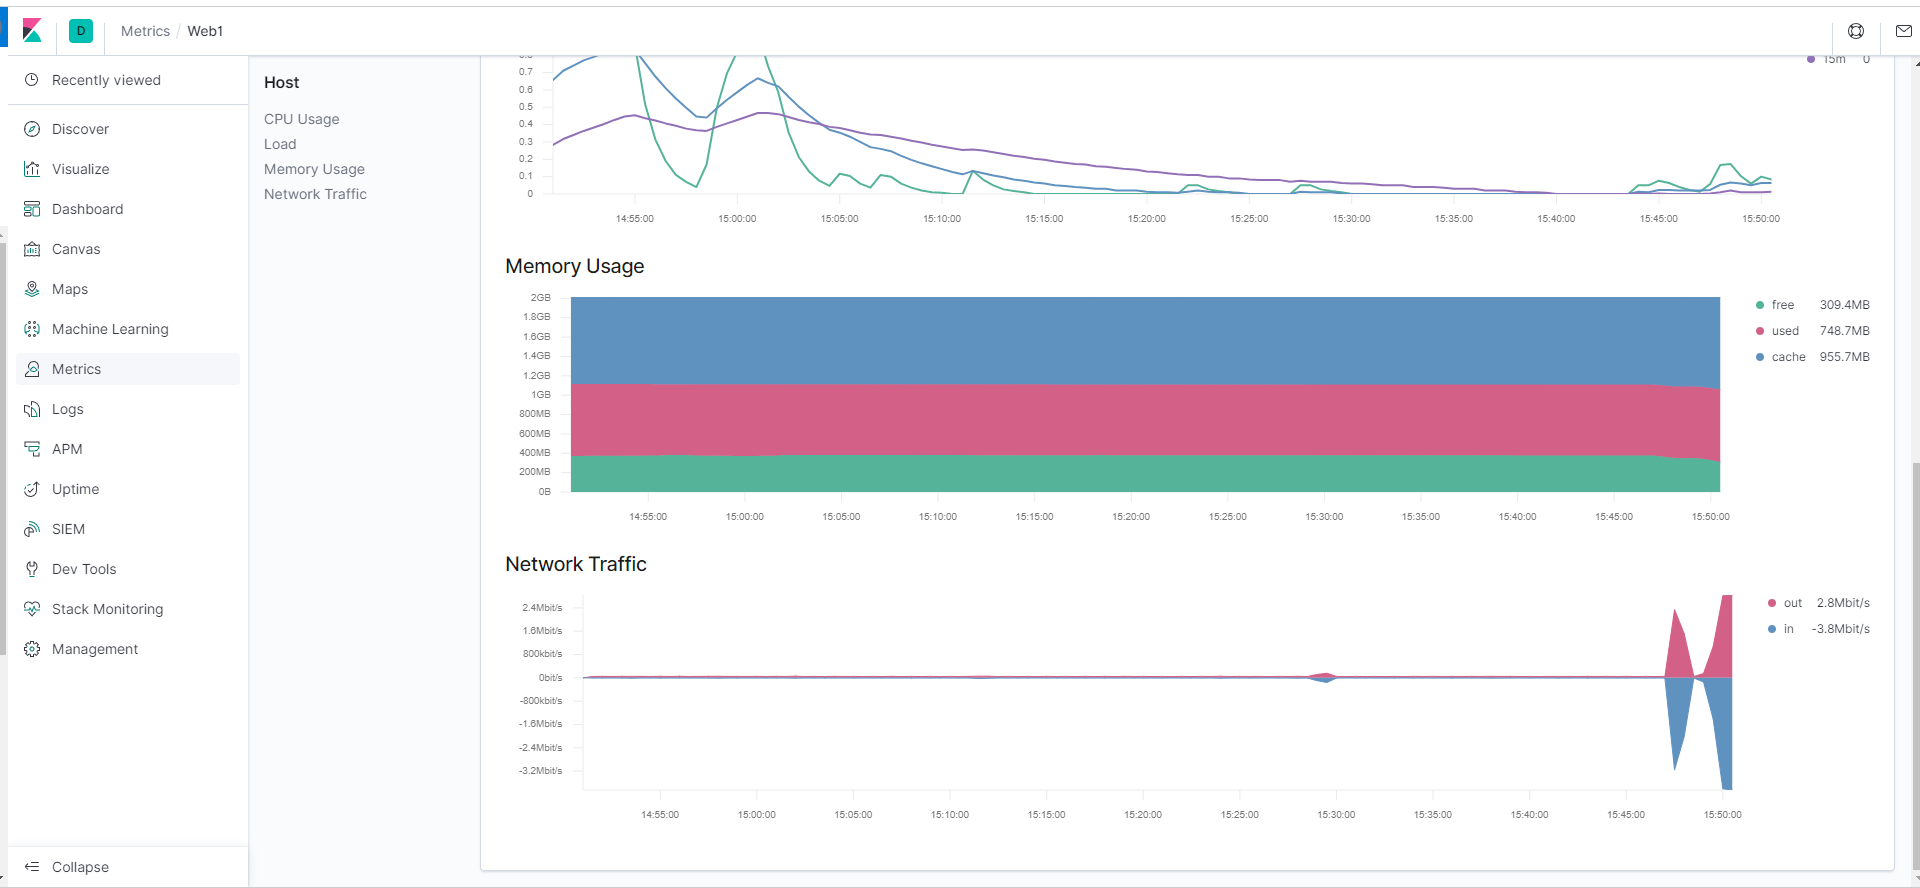 D
Metrics / Web1
Recently viewed
Discover
Visualize
Dashboard
Canvas
Maps
Machine Learning
Metrics
Logs
APM
Uptime
SIEM
Dev Tools
Stack Monitoring
Management
Collapse
Host
CPU Usage
Load
Memory Usage
Network Traffic
0.7
0.6
0.5
0.4
0.3
0.2
0.1
0
14:55:00 15:00:00 15:05:00 15:10:00 15:15:00 15:20:00 15:25:00 15:30:00 15:35:00 15:40:00 15:45:00 15:50:00
15m 0
Memory Usage
2GB
1.8GB
1.6GB
1.4GB
1.2GB
1GB
800MB
600MB
400MB
200MB
0B
14:55:00 15:00:00 15:05:00 15:10:00 15:15:00 15:20:00 15:25:00 15:30:00 15:35:00 15:40:00 15:45:00 15:50:00
free 309.4MB
used 748.7MB
cache 955.7MB
Network Traffic
2.4Mbit/s
1.6Mbit/s
800kbit/s
0bit/s
-800kbit/s
-1.6Mbit/s
-2.4Mbit/s
-3.2Mbit/s
14:55:00 15:00:00 15:05:00 15:10:00 15:15:00 15:20:00 15:25:00 15:30:00 15:35:00 15:40:00 15:45:00 15:50:00
out 2.8Mbit/s
in -3.8Mbit/s